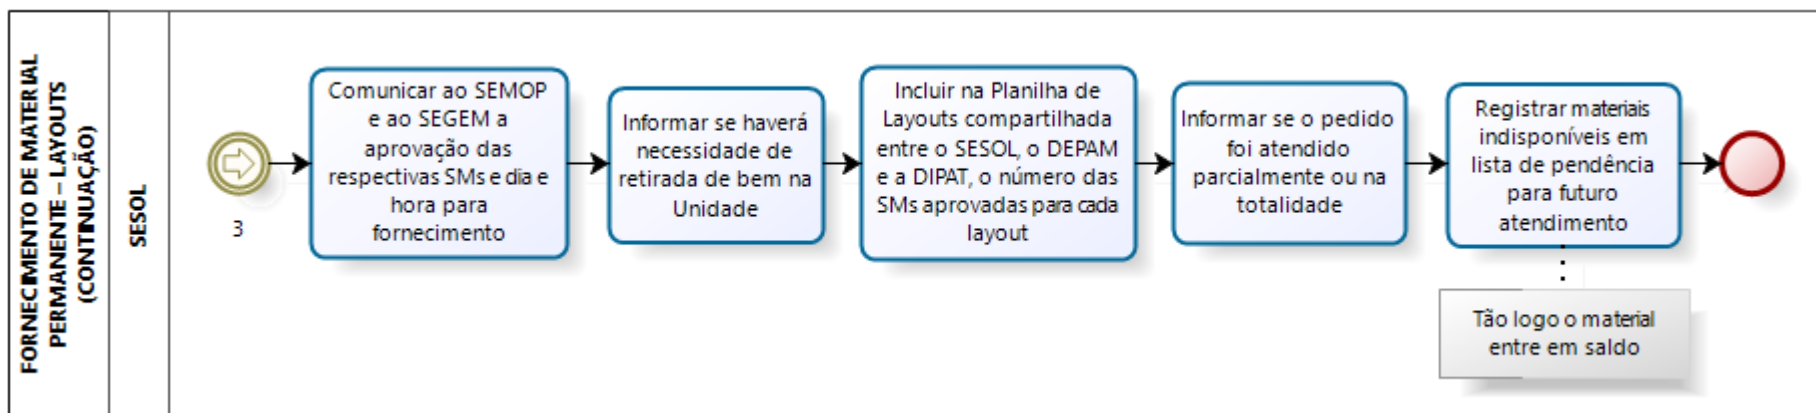 FORNECIMENTO DE MATERIAL
PERMANENTE – LAYOUTS
(CONTINUAÇÃO)
SESOL
3
Comunicar ao SEMOP
e ao SEGEM a
aprovação das
respectivas SMs e dia e
hora para
fornecimento
Informar se haverá
necessidade de
retirada de bem na
Unidade
Incluir na Planilha de
Layouts compartilhada
entre o SESOL, o DEPAM
e a DIPAT, o número das
SMs aprovadas para cada
layout
Informar se o pedido
foi atendido
parcialmente ou na
totalidade
Registrar materiais
indisponíveis em
lista de pendência
para futuro
atendimento
Tão logo o material
entre em saldo